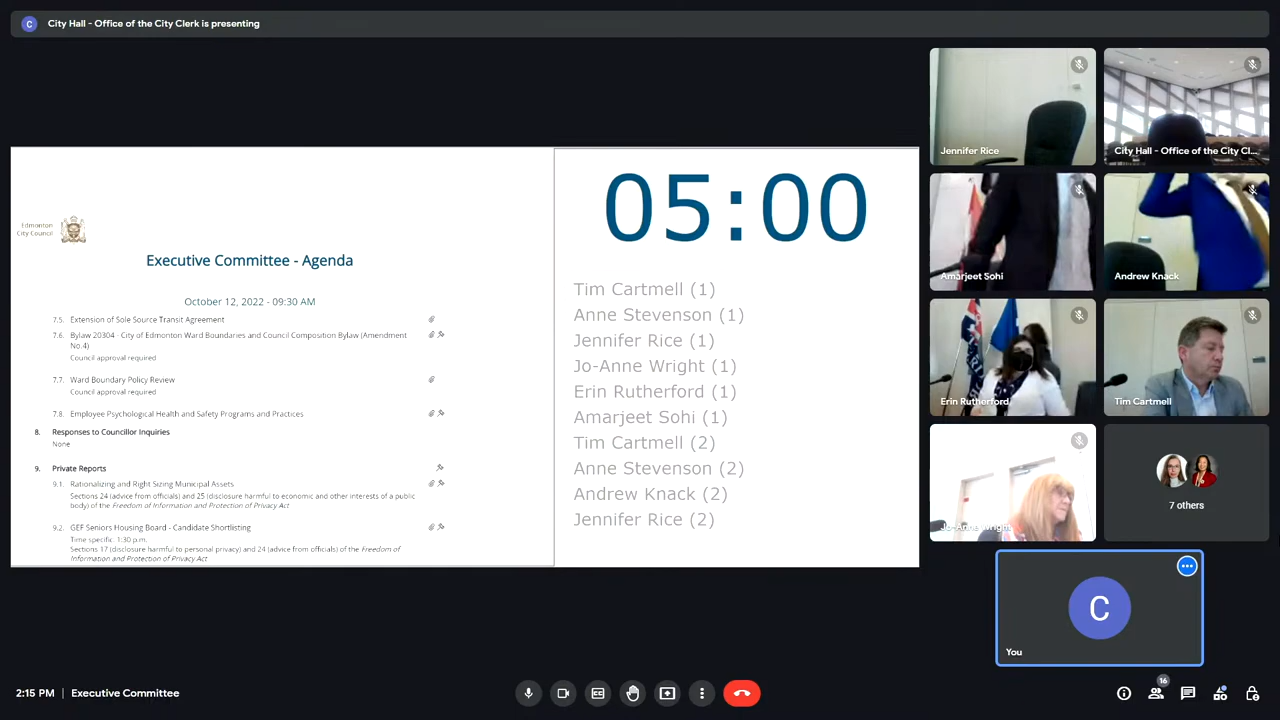 C City Hall - Office of the City Clerk is presenting
Edmonton
City Council
Executive Committee - Agenda
October 12, 2022 - 09:30 AM
7.5. Extension of Sole Source Transit Agreement
7.6. Bylaw 20304 - City of Edmonton Ward Boundaries and Council Composition Bylaw (Amendment
No.4)
Council approval required
7.7. Ward Boundary Policy Review
Council approval required
7.8. Employee Psychological Health and Safety Programs and Practices
8. Responses to Councillor Inquiries
None
9. Private Reports
9.1. Rationalizing and Right Sizing Municipal Assets
Sections 24 (advice from officials) and 25 (disclosure harmful to economic and other interests of a public
body) of the Freedom of Information and Protection of Privacy Act
9.2. GEF Seniors Housing Board - Candidate Shortlisting
Time specific 1:30 p.m.
Sections 17 (disclosure harmful to personal privacy) and 24 (advice from officials) of the Freedom of
Information and Protection of Privacy Act
05:00
Tim Cartmell (1)
Anne Stevenson (1)
Jennifer Rice (1)
Jo-Anne Wright (1)
Erin Rutherford (1)
Amarjeet Sohi (1)
Tim Cartmell (2)
Anne Stevenson (2)
Andrew Knack (2)
Jennifer Rice (2)
Jennifer Rice
City Hall - Office of the City Cl...
Amarjeet Sohi
Andrew Knack
Erin Rutherford
Tim Cartmell
Jo-Anne Wright
7 others
C
You
2:15 PM | Executive Committee
CC
16